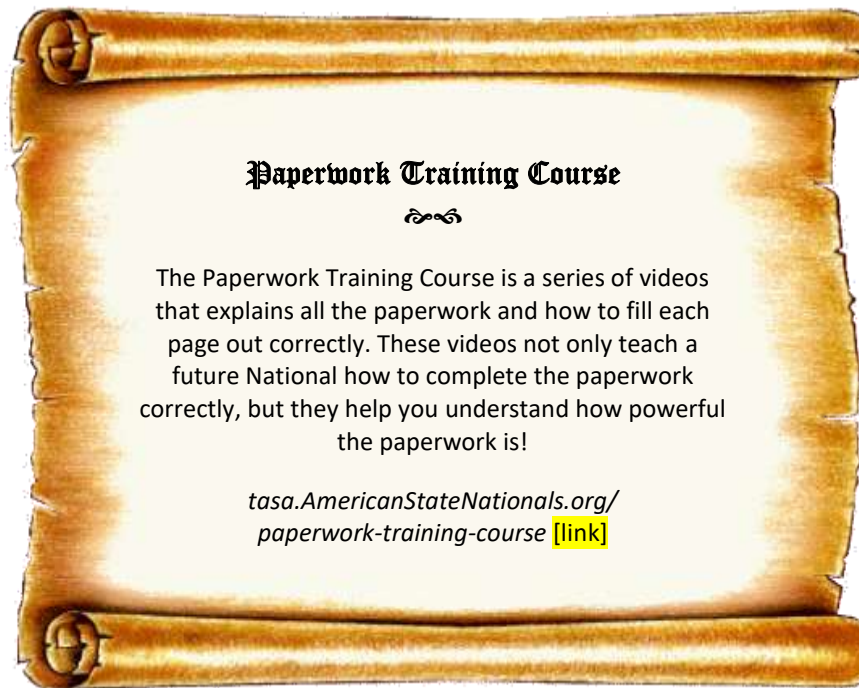 Paperwork Training Course
The Paperwork Training Course is a series of videos
that explains all the paperwork and how to fill each
page out correctly. These videos not only teach a
future National how to complete the paperwork
correctly, but they help you understand how powerful
the paperwork is!
tasa.AmericanStateNationals.org/
paperwork-training-course [link]